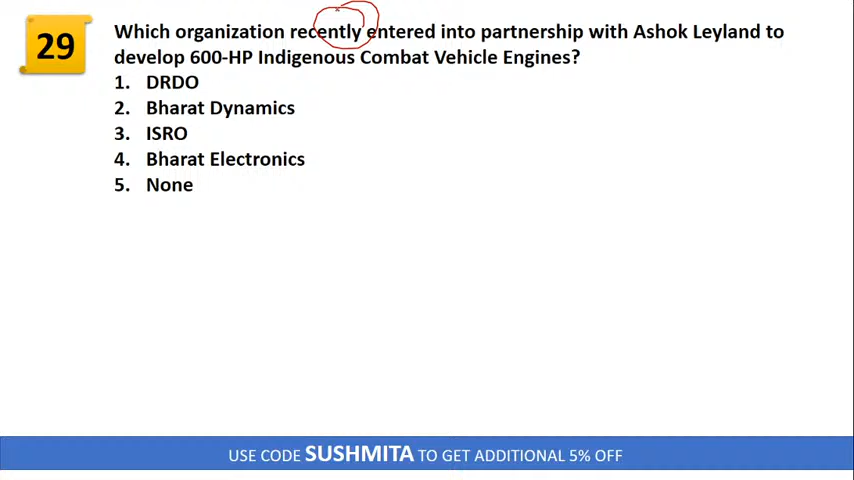 29
Which organization recently entered into partnership with Ashok Leyland to
develop 600-HP Indigenous Combat Vehicle Engines?
1. DRDO
2. Bharat Dynamics
3. ISRO
4. Bharat Electronics
5. None
USE CODE SUSHMITA TO GET ADDITIONAL 5% OFF